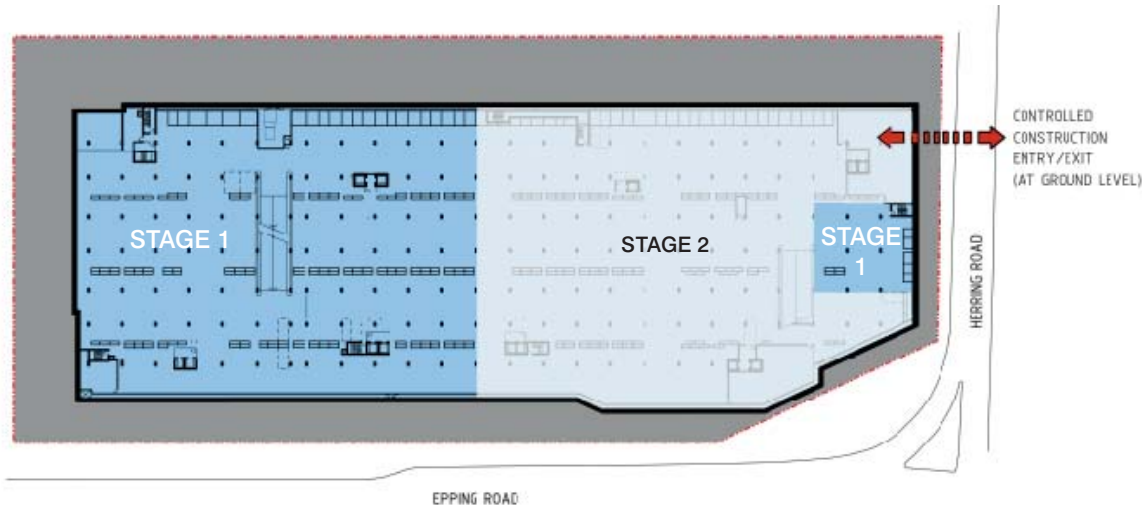 CONTROLLED
CONSTRUCTION
ENTRY/EXIT
(AT GROUND LEVEL)
STAGE 1
STAGE 2
STAGE
1
HERRING ROAD
EPPING ROAD